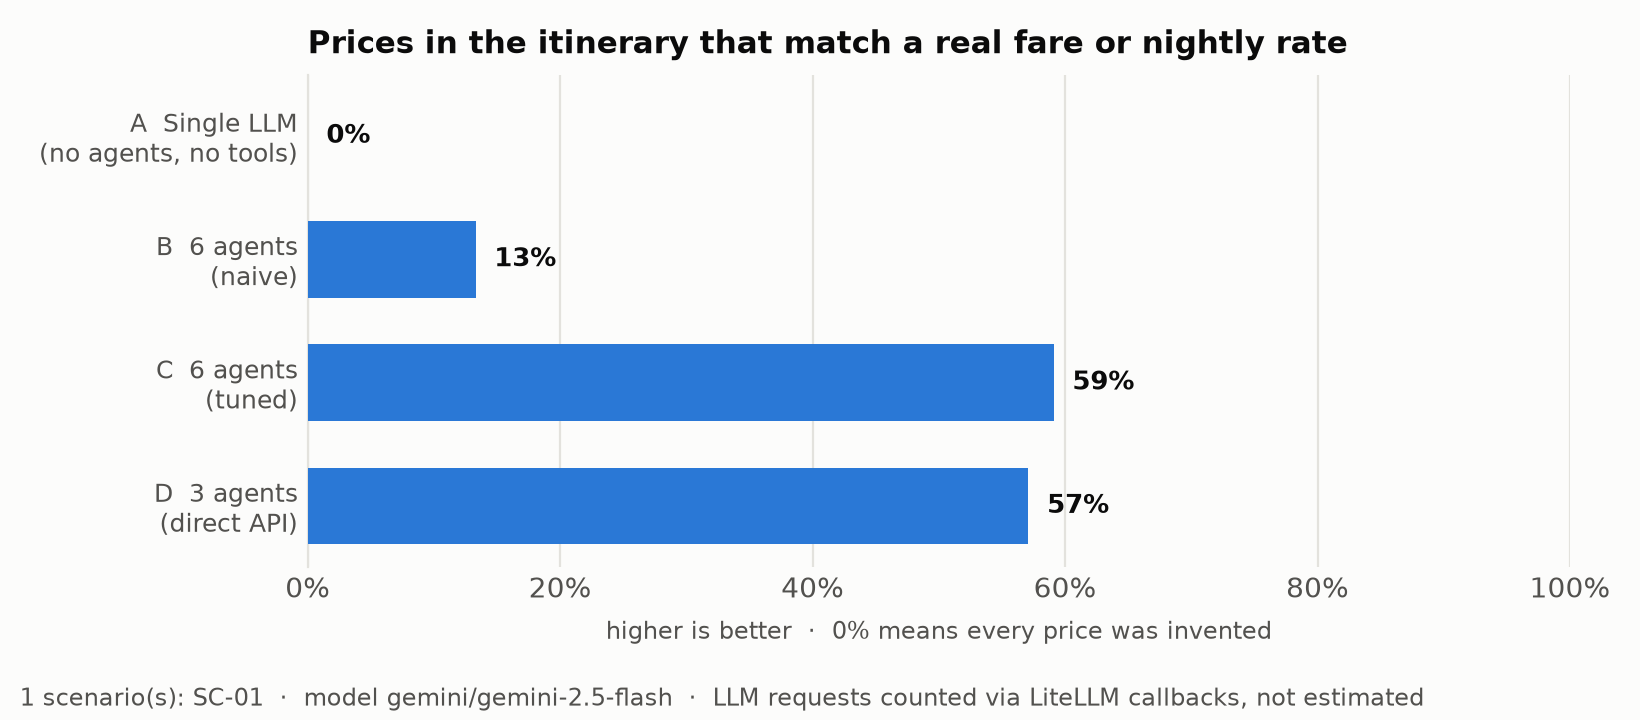 Prices in the itinerary that match a real fare or nightly rate
A  Single LLM
(no agents, no tools)
0%
B  6 agents
(naive)
13%
C  6 agents
(tuned)
59%
D  3 agents
(direct API)
57%
0% 20% 40% 60% 80% 100%
higher is better  ·  0% means every price was invented
1 scenario(s): SC-01  ·  model gemini/gemini-2.5-flash  ·  LLM requests counted via LiteLLM callbacks, not estimated